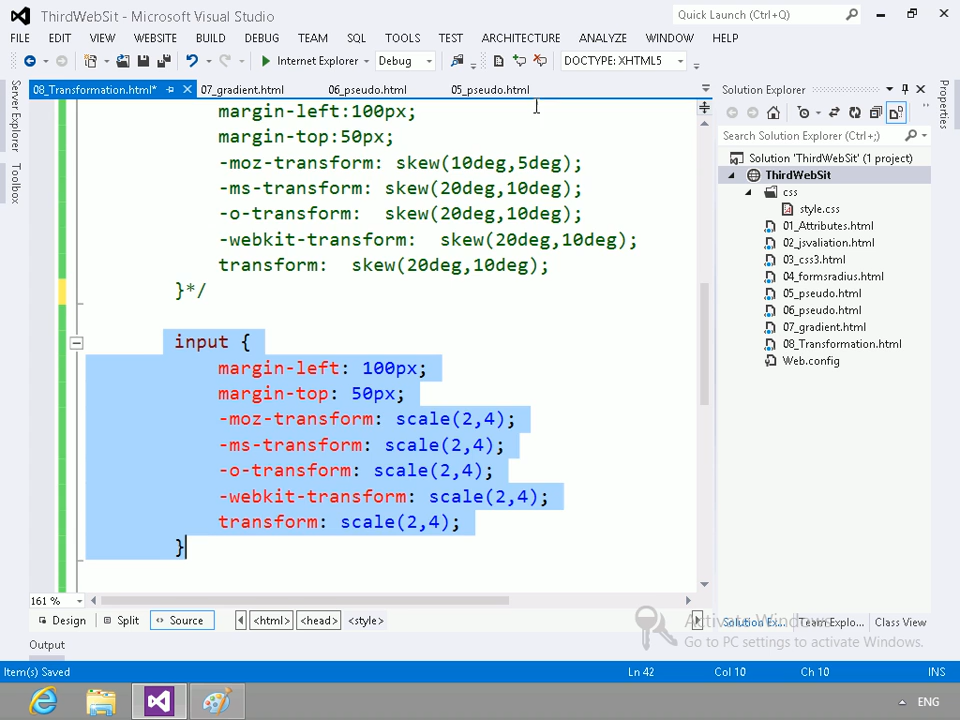 ThirdWebSit - Microsoft Visual Studio
Quick Launch (Ctrl+Q)
FILE EDIT VIEW WEBSITE BUILD DEBUG TEAM SQL TOOLS TEST ARCHITECTURE ANALYZE WINDOW HELP
Internet Explorer Debug DOCTYPE: XHTML5
08_Transformation.html* 07_gradient.html 06_pseudo.html 05_pseudo.html
Server Explorer
Toolbox
margin-left:100px;
margin-top:50px;
-moz-transform: skew(10deg,5deg);
-ms-transform: skew(20deg,10deg);
-o-transform: skew(20deg,10deg);
-webkit-transform: skew(20deg,10deg);
transform: skew(20deg,10deg);
}*/
input {
margin-left: 100px;
margin-top: 50px;
-moz-transform: scale(2,4);
-ms-transform: scale(2,4);
-o-transform: scale(2,4);
-webkit-transform: scale(2,4);
transform: scale(2,4);
}
161 %
Design Split Source <html> <head> <style>
Output
Solution Explorer
Search Solution Explorer (Ctrl+;)
Solution 'ThirdWebSit' (1 project)
ThirdWebSit
css
style.css
01_Attributes.html
02_jsvaliation.html
03_css3.html
04_formsradius.html
05_pseudo.html
06_pseudo.html
07_gradient.html
08_Transformation.html
Web.config
Properties
Solution Ex... Team Explo... Class View
Activate Windows
Go to PC settings to activate Windows.
Item(s) Saved Ln 42 Col 10 Ch 10 INS
ENG